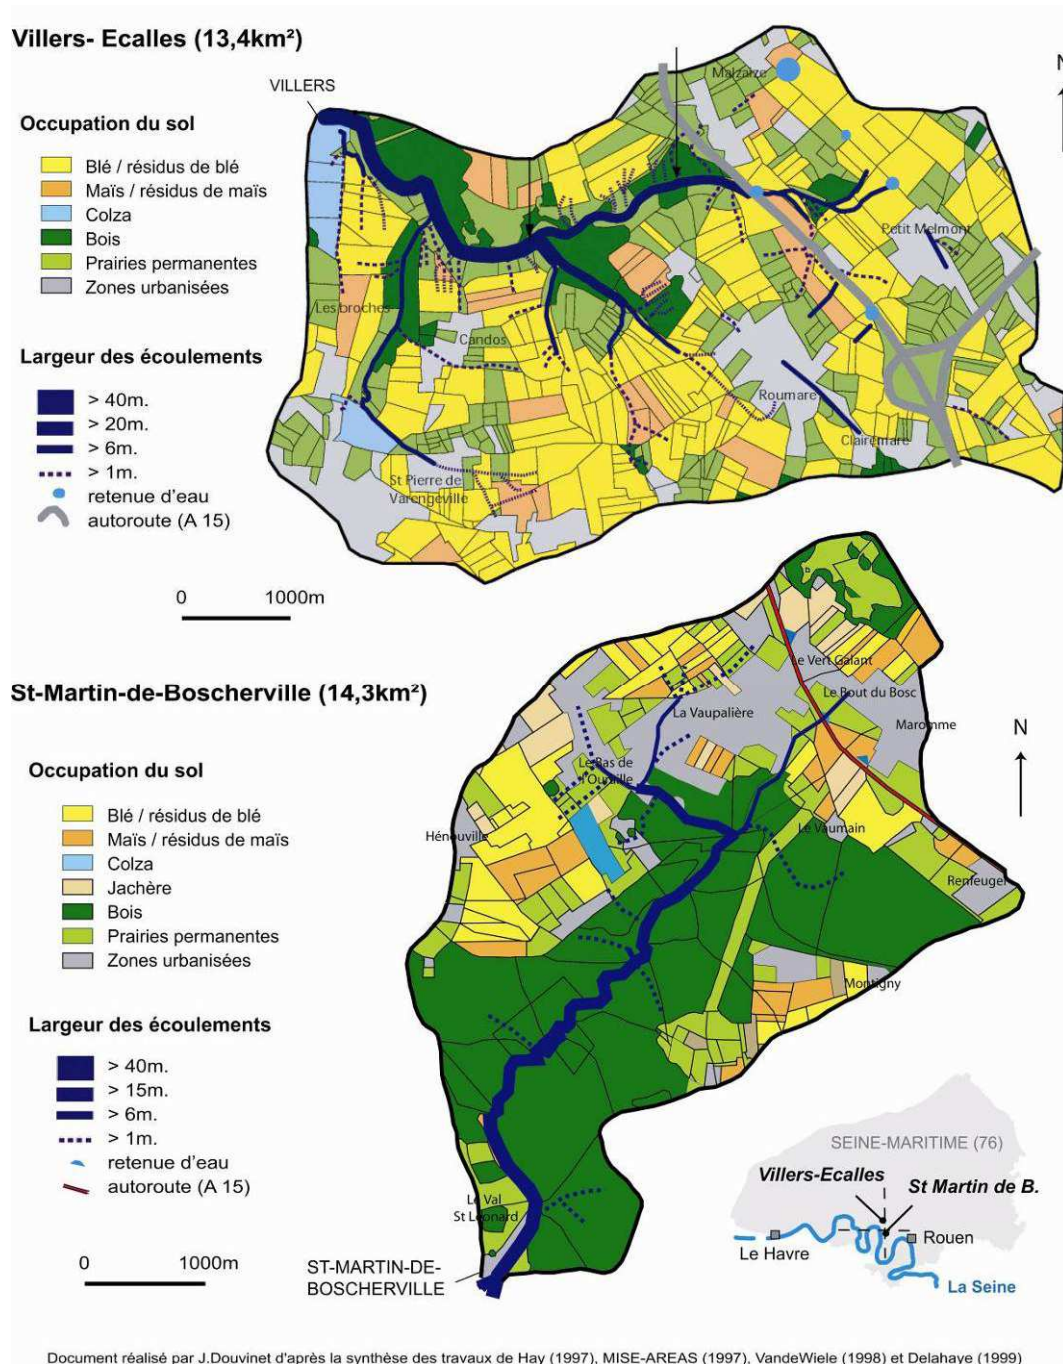 Villers- Ecalles (13,4km²)
N
VILLERS
Malzaize
Occupation du sol
Blé / résidus de blé
Maïs / résidus de maïs
Colza
Bois
Prairies permanentes
Zones urbanisées
Petit Melmont
Les broches
Candos
Largeur des écoulements
> 40m.
> 20m.
> 6m.
> 1m.
retenue d'eau
autoroute (A 15)
Roumare
Clairemare
St Pierre de
Varengeville
0 1000m
St-Martin-de-Boscherville (14,3km²)
Le Vert Galant
Le Bout du Bosc
La Vaupalière
Maromme
N
Occupation du sol
Le Bas de
l'Ouraille
Blé / résidus de blé
Maïs / résidus de maïs
Colza
Jachère
Bois
Prairies permanentes
Zones urbanisées
Hénouville
Le Vaumain
Remeugel
Montigny
Largeur des écoulements
> 40m.
> 15m.
> 6m.
> 1m.
retenue d'eau
autoroute (A 15)
Le Val
St Léonard
0 1000m
ST-MARTIN-DE-
BOSCHERVILLE
SEINE-MARITIME (76)
Villers-Ecalles
St Martin de B.
Rouen
Le Havre
La Seine
Document réalisé par J.Douvinet d'après la synthèse des travaux de Hay (1997), MISE-AREAS (1997), VandeWiele (1998) et Delahaye (1999)